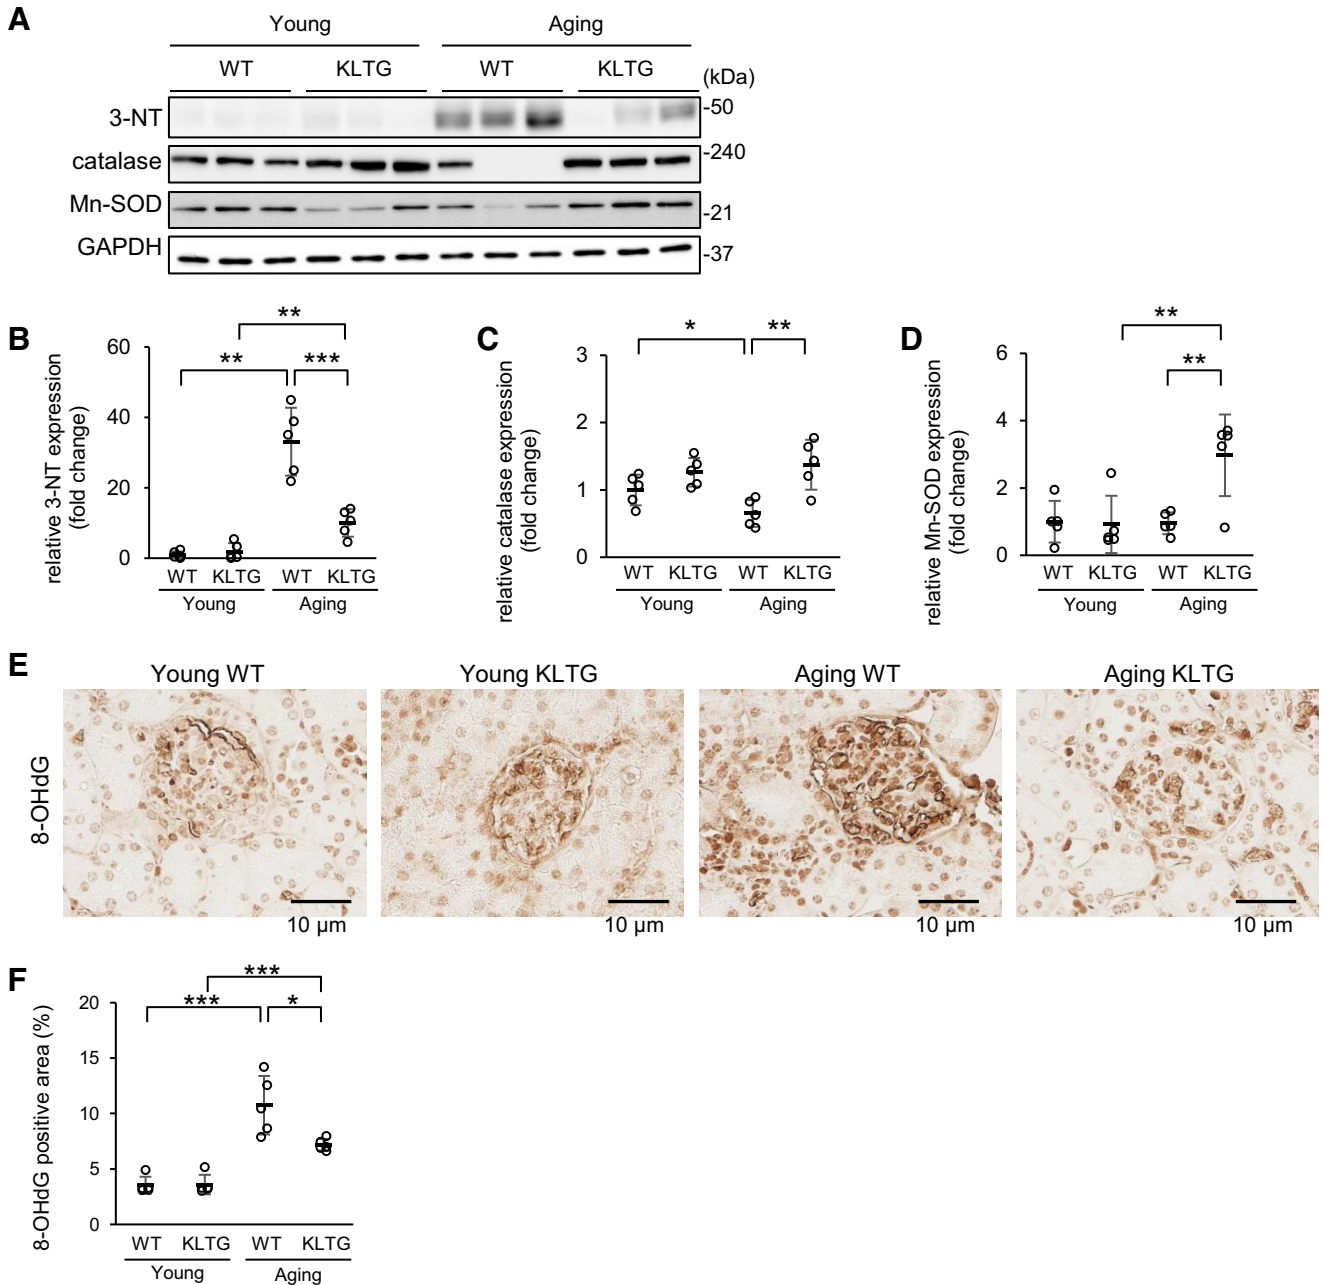 A
Young Aging
WT KLTG WT KLTG (kDa)
3-NT -50
catalase -240
Mn-SOD -21
GAPDH -37
B
relative 3-NT expression
(fold change)
60
40
20
0
** ** ***
WT KLTG WT KLTG
Young Aging
C
relative catalase expression
(fold change)
3
2
1
0
* **
WT KLTG WT KLTG
Young Aging
D
relative Mn-SOD expression
(fold change)
6
4
2
0
** **
WT KLTG WT KLTG
Young Aging
E
Young WT Young KLTG Aging WT Aging KLTG
8-OHdG
10 µm 10 µm 10 µm 10 µm
F
8-OHdG positive area (%)
20
15
10
5
0
***
*** *
WT KLTG WT KLTG
Young Aging